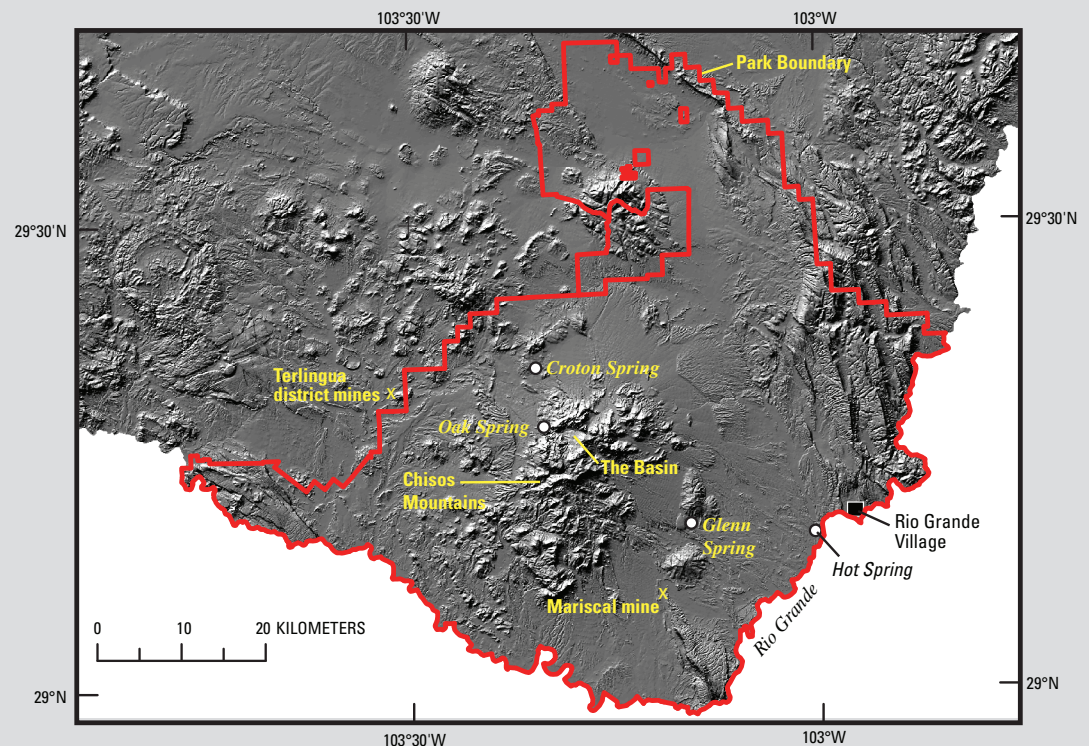 103°30'W
103°W
Park Boundary
29°30'N
29°30'N
Croton Spring
Terlingua
district mines x
Oak Spring
The Basin
Chisos
Mountains
Glenn
Spring
Rio Grande
Village
Hot Spring
Mariscal mine x
Rio Grande
0 10 20 KILOMETERS
29°N
29°N
103°30'W
103°W